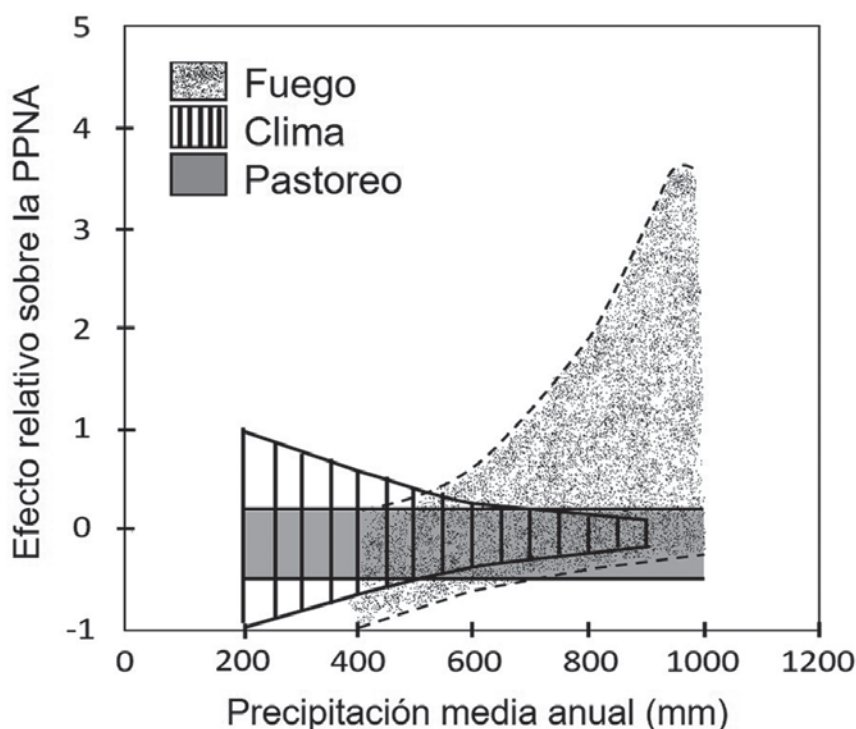 5
4
3
2
1
0
-1
Efecto relativo sobre la PPNA
Fuego
Clima
Pastoreo
0 200 400 600 800 1000 1200
Precipitación media anual (mm)